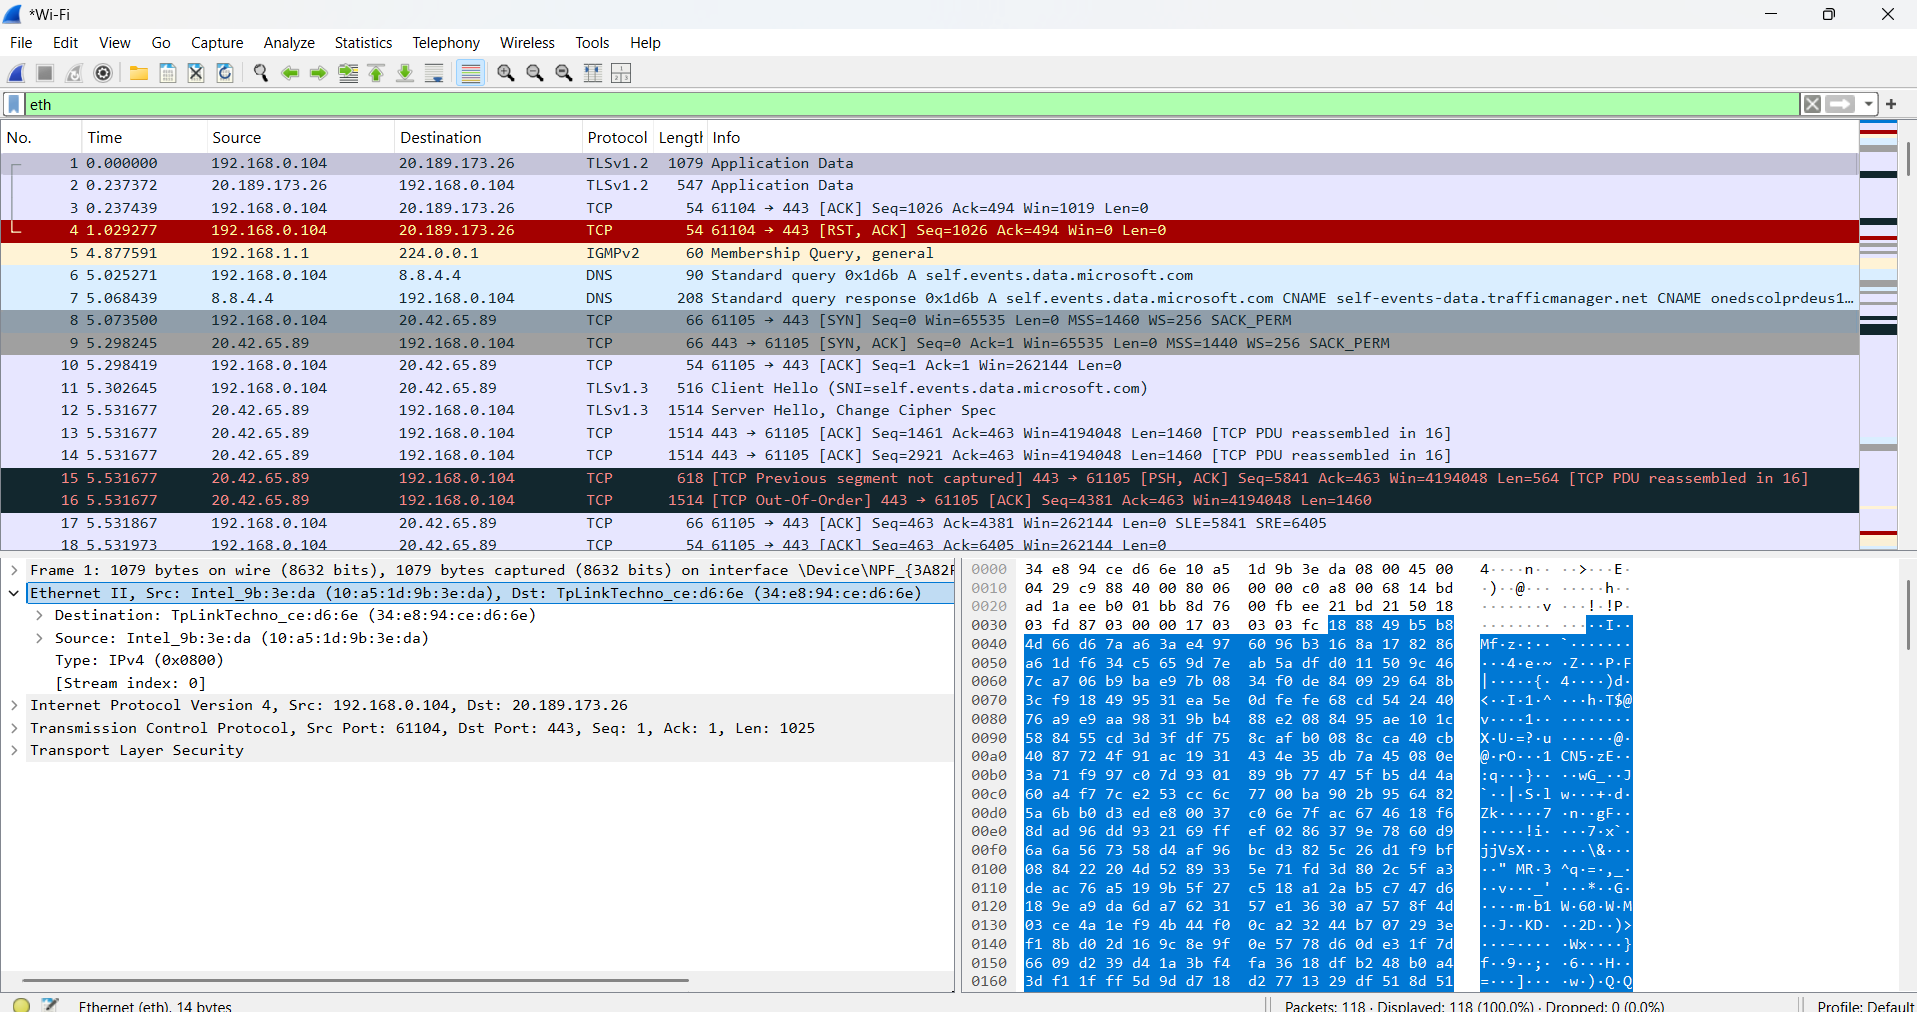 *Wi-Fi
File Edit View Go Capture Analyze Statistics Telephony Wireless Tools Help
eth
No. Time Source Destination Protocol Length Info
1 0.000000 192.168.0.104 20.189.173.26 TLSv1.2 1079 Application Data
2 0.237372 20.189.173.26 192.168.0.104 TLSv1.2 547 Application Data
3 0.237439 192.168.0.104 20.189.173.26 TCP 54 61104 → 443 [ACK] Seq=1026 Ack=494 Win=1019 Len=0
4 1.029277 192.168.0.104 20.189.173.26 TCP 54 61104 → 443 [RST, ACK] Seq=1026 Ack=494 Win=0 Len=0
5 4.877591 192.168.1.1 224.0.0.1 IGMPv2 60 Membership Query, general
6 5.025271 192.168.0.104 8.8.4.4 DNS 90 Standard query 0x1d6b A self.events.data.microsoft.com
7 5.068439 8.8.4.4 192.168.0.104 DNS 208 Standard query response 0x1d6b A self.events.data.microsoft.com CNAME self-events-data.trafficmanager.net CNAME onedscolprdeus1…
8 5.073500 192.168.0.104 20.42.65.89 TCP 66 61105 → 443 [SYN] Seq=0 Win=65535 Len=0 MSS=1460 WS=256 SACK_PERM
9 5.298245 20.42.65.89 192.168.0.104 TCP 66 443 → 61105 [SYN, ACK] Seq=0 Ack=1 Win=65535 Len=0 MSS=1440 WS=256 SACK_PERM
10 5.298419 192.168.0.104 20.42.65.89 TCP 54 61105 → 443 [ACK] Seq=1 Ack=1 Win=262144 Len=0
11 5.302645 192.168.0.104 20.42.65.89 TLSv1.3 516 Client Hello (SNI=self.events.data.microsoft.com)
12 5.531677 20.42.65.89 192.168.0.104 TLSv1.3 1514 Server Hello, Change Cipher Spec
13 5.531677 20.42.65.89 192.168.0.104 TCP 1514 443 → 61105 [ACK] Seq=1461 Ack=463 Win=4194048 Len=1460 [TCP PDU reassembled in 16]
14 5.531677 20.42.65.89 192.168.0.104 TCP 1514 443 → 61105 [ACK] Seq=2921 Ack=463 Win=4194048 Len=1460 [TCP PDU reassembled in 16]
15 5.531677 20.42.65.89 192.168.0.104 TCP 618 [TCP Previous segment not captured] 443 → 61105 [PSH, ACK] Seq=5841 Ack=463 Win=4194048 Len=564 [TCP PDU reassembled in 16]
16 5.531677 20.42.65.89 192.168.0.104 TCP 1514 [TCP Out-Of-Order] 443 → 61105 [ACK] Seq=4381 Ack=463 Win=4194048 Len=1460
17 5.531867 192.168.0.104 20.42.65.89 TCP 66 61105 → 443 [ACK] Seq=463 Ack=4381 Win=262144 Len=0 SLE=5841 SRE=6405
18 5.531973 192.168.0.104 20.42.65.89 TCP 54 61105 → 443 [ACK] Seq=463 Ack=6405 Win=262144 Len=0
Frame 1: 1079 bytes on wire (8632 bits), 1079 bytes captured (8632 bits) on interface \Device\NPF_{3A82F
Ethernet II, Src: Intel_9b:3e:da (10:a5:1d:9b:3e:da), Dst: TpLinkTechno_ce:d6:6e (34:e8:94:ce:d6:6e)
Destination: TpLinkTechno_ce:d6:6e (34:e8:94:ce:d6:6e)
Source: Intel_9b:3e:da (10:a5:1d:9b:3e:da)
Type: IPv4 (0x0800)
[Stream index: 0]
Internet Protocol Version 4, Src: 192.168.0.104, Dst: 20.189.173.26
Transmission Control Protocol, Src Port: 61104, Dst Port: 443, Seq: 1, Ack: 1, Len: 1025
Transport Layer Security
0000 34 e8 94 ce d6 6e 10 a5 1d 9b 3e da 08 00 45 00 4····n·· ··>···E·
0010 04 29 c9 88 40 00 80 06 00 00 c0 a8 00 68 14 bd ·)··@··· ·····h··
0020 ad 1a ee b0 01 bb 8d 76 00 fb ee 21 bd 21 50 18 ·······v ···!·!P·
0030 03 fd 87 03 00 00 17 03 03 03 fc 18 88 49 b5 b8 ········ ·····I··
0040 4d 66 d6 7a a6 3a e4 97 60 96 b3 16 8a 17 82 86 Mf·z·:·· `·······
0050 a6 1d f6 34 c5 65 9d 7e ab 5a df d0 11 50 9c 46 ···4·e·~ ·Z···P·F
0060 7c a7 06 b9 ba e9 7b 08 34 f0 de 84 09 29 64 8b |·····{· 4····)d·
0070 3c f9 18 49 95 31 ea 5e 0d fe fe 68 cd 54 24 40 <··I·1·^ ···h·T$@
0080 76 a9 e9 aa 98 31 9b b4 88 e2 08 84 95 ae 10 1c v····1·· ········
0090 58 84 55 cd 3d 3f df 75 8c af b0 08 8c ca 40 cb X·U·=?·u ······@·
00a0 40 87 72 4f 91 ac 19 31 43 4e 35 db 7a 45 08 0e @·rO···1 CN5·zE··
00b0 3a 71 f9 97 c0 7d 93 01 89 9b 77 47 5f b5 d4 4a :q···}·· ··wG_··J
00c0 60 a4 f7 7c e2 53 cc 6c 77 00 ba 90 2b 95 64 82 `··|·S·l w···+·d·
00d0 5a 6b b0 d3 ed e8 00 37 c0 6e 7f ac 67 46 18 f6 Zk·····7 ·n··gF··
00e0 8d ad 96 dd 93 21 69 ff ef 02 86 37 9e 78 60 d9 ·····!i· ···7·x`·
00f0 6a 6a 56 73 58 d4 af 96 bc d3 82 5c 26 d1 f9 bf jjVsX··· ···\&···
0100 08 84 22 20 4d 52 89 33 5e 71 fd 3d 80 2c 5f a3 ··" MR·3 ^q·=·,_·
0110 de ac 76 a5 19 9b 5f 27 c5 18 a1 2a b5 c7 47 d6 ··v···_' ···*··G·
0120 18 9e a9 da 6d a7 62 31 57 e1 36 30 a7 57 8f 4d ····m·b1 W·60·W·M
0130 03 ce 4a 1e f9 4b 44 f0 0c a2 32 44 b7 07 29 3e ··J··KD· ··2D··)>
0140 f1 8b d0 2d 16 9c 8e 9f 0e 57 78 d6 0d e3 1f 7d ···-···· ·Wx····}
0150 66 09 d2 39 d4 1a 3b f4 fa 36 18 df b2 48 b0 a4 f··9··;· ·6···H··
0160 3d f1 1f ff 5d 9d d7 18 d2 77 13 29 df 51 8d 51 =···]··· ·w·)·Q·Q
Ethernet (eth), 14 bytes Packets: 118 · Displayed: 118 (100.0%) · Dropped: 0 (0.0%) Profile: Default